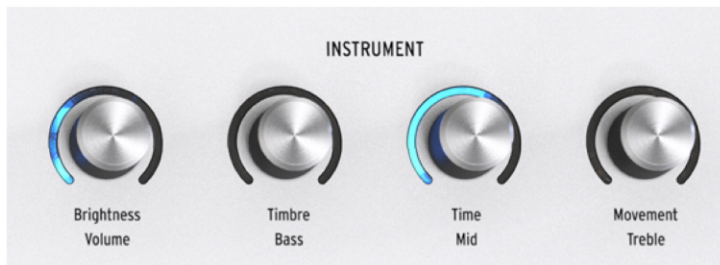 INSTRUMENT
Brightness Timbre Time Movement
Volume Bass Mid Treble